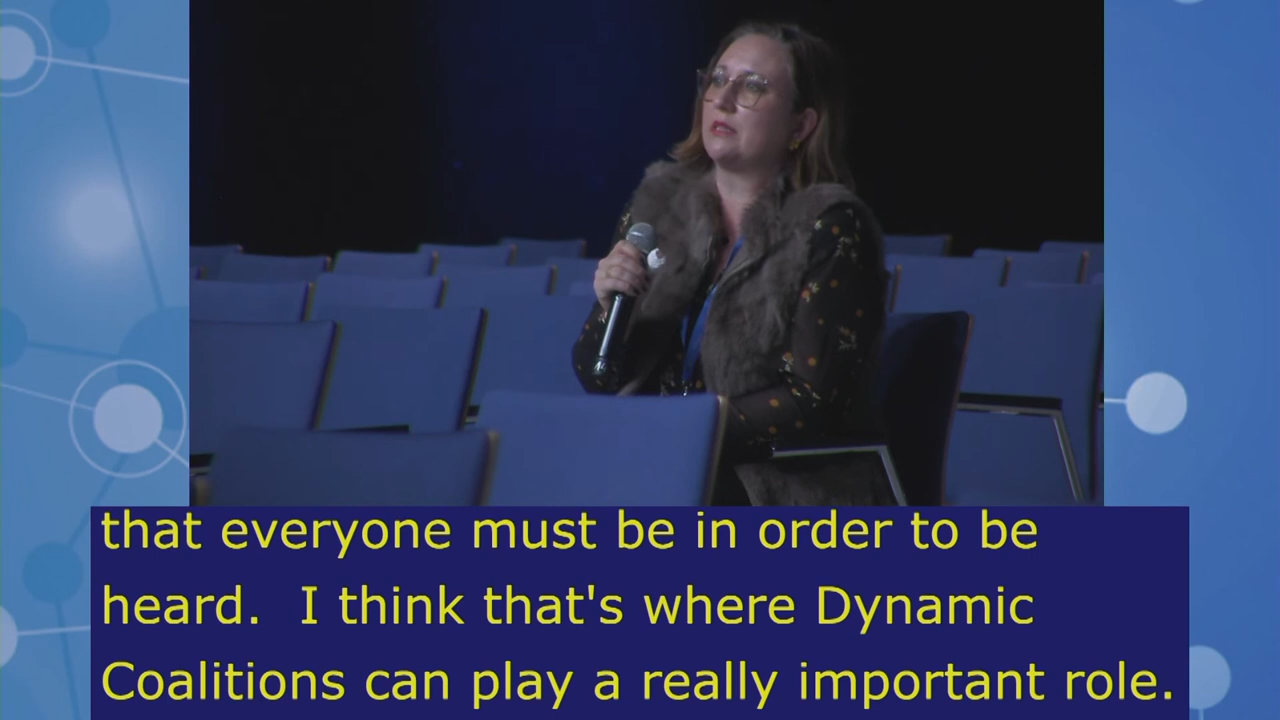 that everyone must be in order to be
heard.  I think that's where Dynamic
Coalitions can play a really important role.